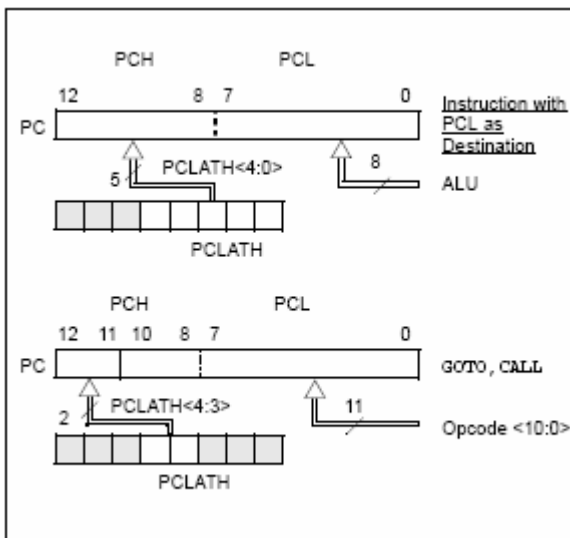 PCH PCL
12 8 7 0
PC
Instruction with
PCL as
Destination
5 PCLATH<4:0> 8
ALU
PCLATH
PCH PCL
12 11 10 8 7 0
PC
GOTO, CALL
2 PCLATH<4:3> 11
Opcode <10:0>
PCLATH